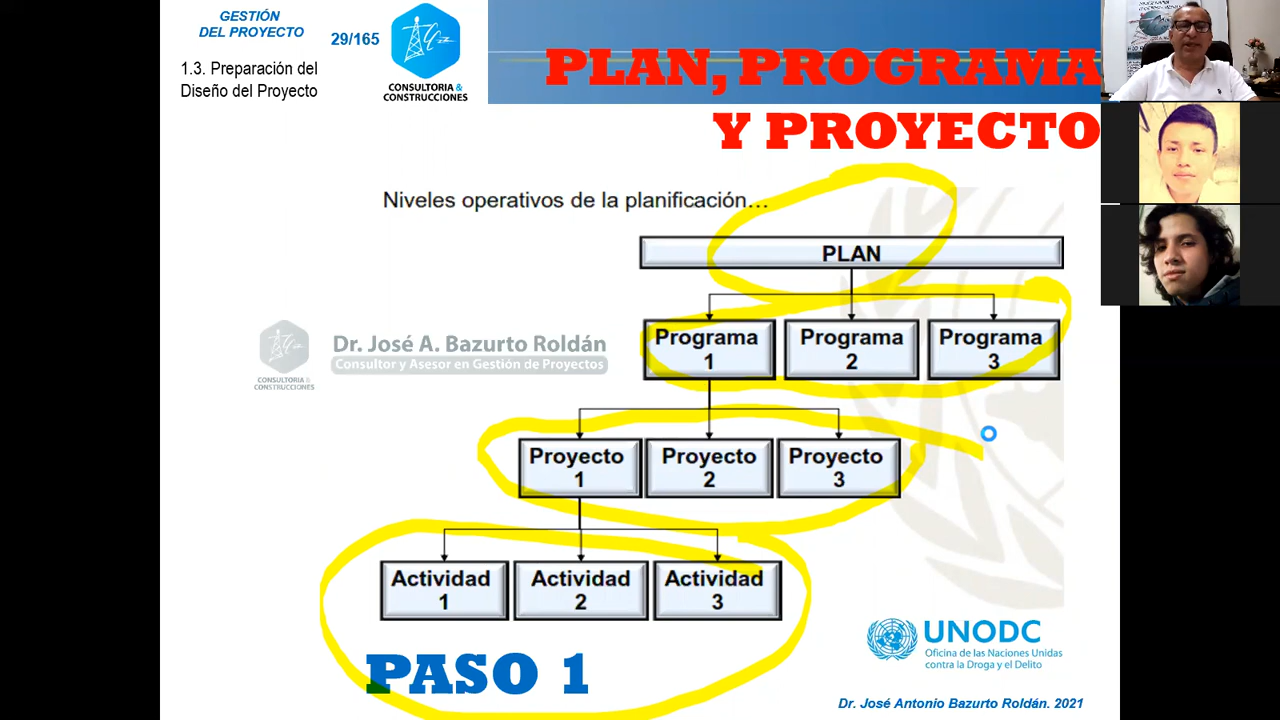 GESTIÓN
DEL PROYECTO
29/165
1.3. Preparación del
Diseño del Proyecto
CONSULTORIA &
CONSTRUCCIONES
PLAN, PROGRAMA
Y PROYECTO
Niveles operativos de la planificación…
PLAN
Programa
1
Programa
2
Programa
3
CONSULTORIA &
CONSTRUCCIONES
Dr. José A. Bazurto Roldán
Consultor y Asesor en Gestión de Proyectos
Proyecto
1
Proyecto
2
Proyecto
3
Actividad
1
Actividad
2
Actividad
3
PASO 1
UNODC
Oficina de las Naciones Unidas
contra la Droga y el Delito
Dr. José Antonio Bazurto Roldán. 2021